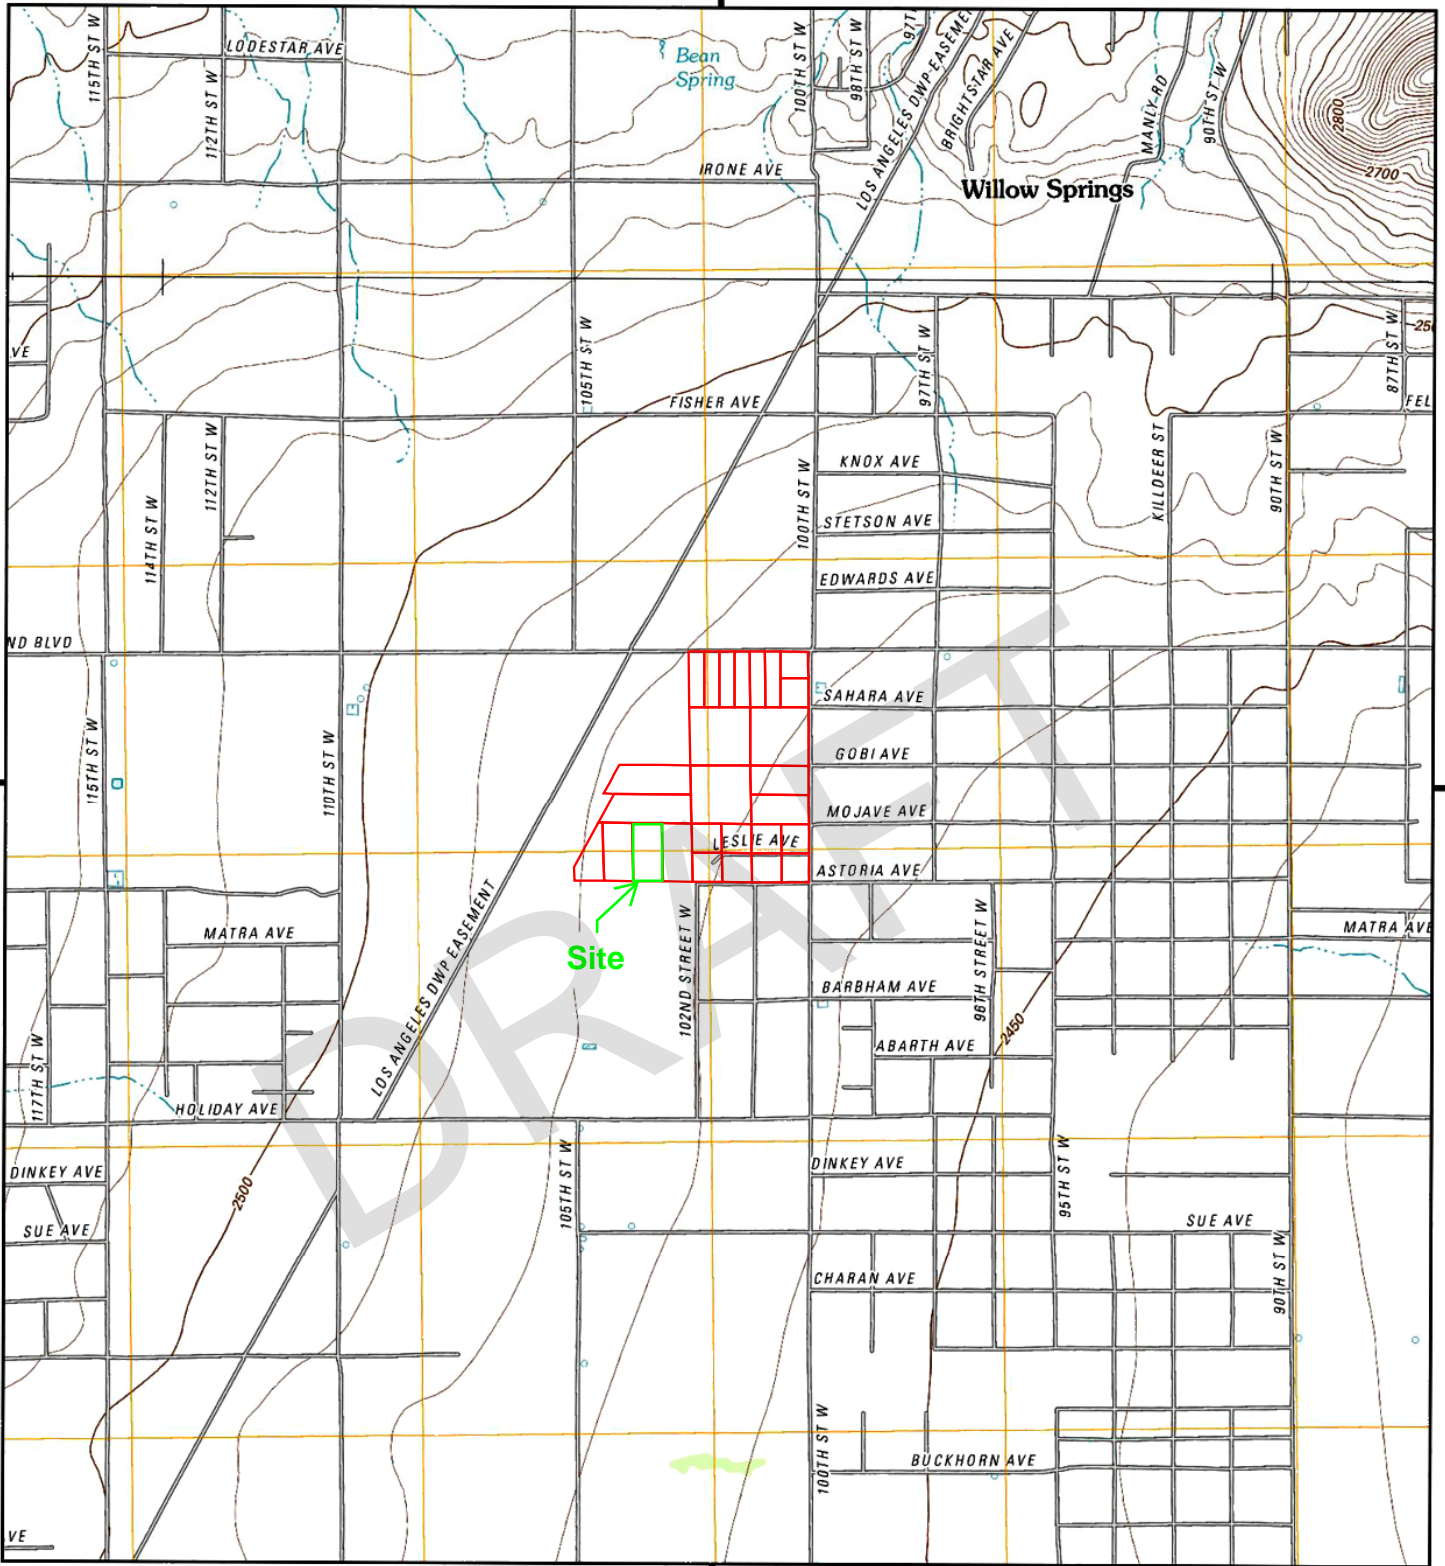 115TH ST W
LODESTAR AVE
112TH ST W
Bean
Spring
100TH ST W
98TH ST W
97T
LOS ANGELES DWP EASEMEN
BRIGHTSTAR AVE
MANLY RD
90TH ST W
2800
2700
IRONE AVE
Willow Springs
VE
105TH ST W
97TH ST W
87TH ST W
250
FISHER AVE
FEL
112TH ST W
114TH ST W
100TH ST W
KNOX AVE
KILLDEER ST
90TH ST W
STETSON AVE
EDWARDS AVE
ND BLVD
SAHARA AVE
115TH ST W
110TH ST W
GOBI AVE
MOJAVE AVE
LESLIE AVE
ASTORIA AVE
DRAFT
MATRA AVE
LOS ANGELES DWP EASEMENT
Site
102ND STREET W
96TH STREET W
MATRA AVE
BARBHAM AVE
2450
ABARTH AVE
117TH ST W
HOLIDAY AVE
DINKEY AVE
2500
105TH ST W
DINKEY AVE
95TH ST W
SUE AVE
SUE AVE
CHARAN AVE
90TH ST W
100TH ST W
BUCKHORN AVE
VE